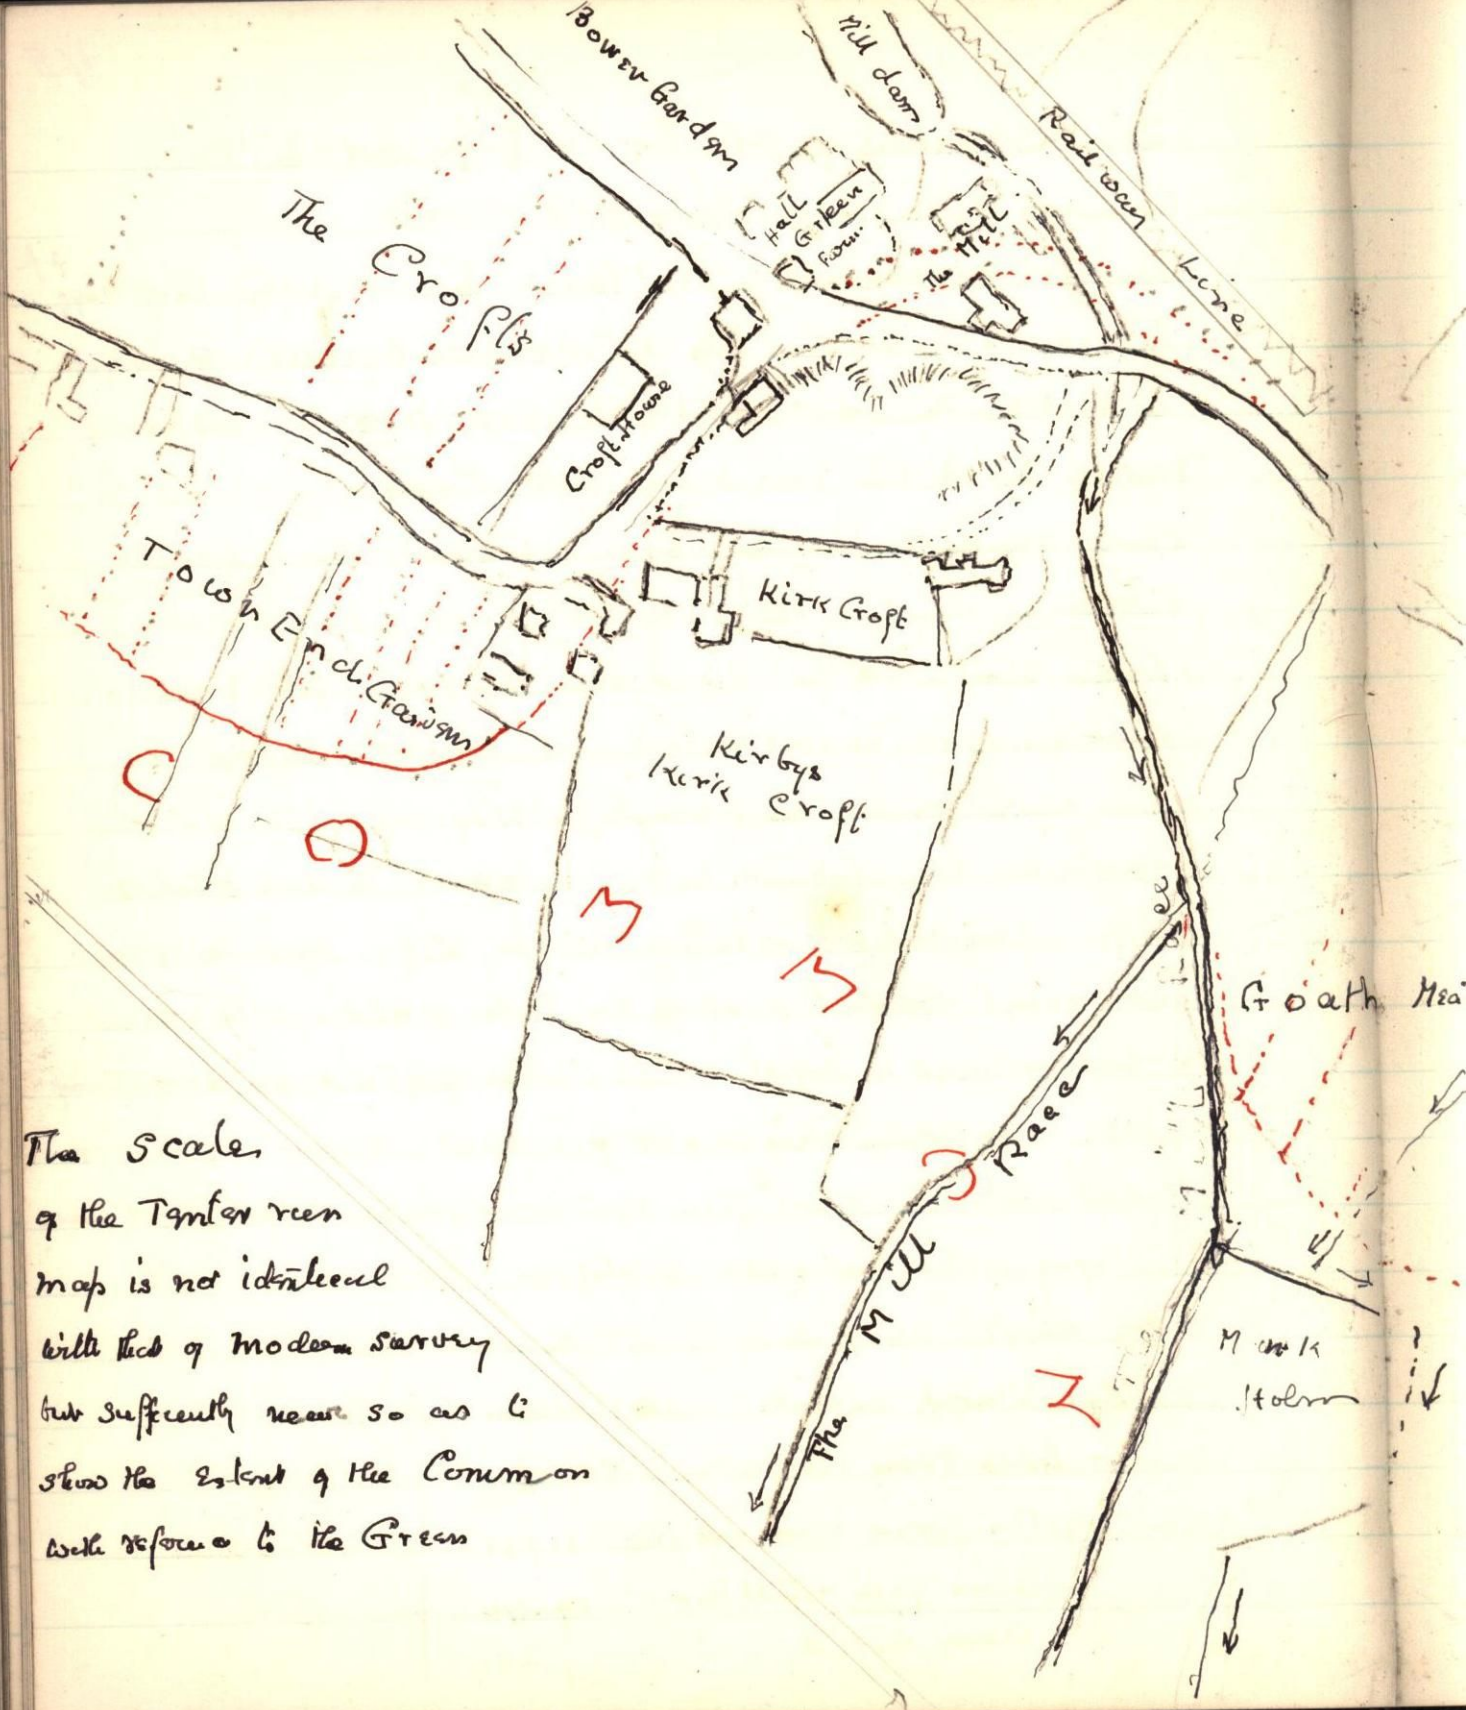 Bower Garden
Mill dam
Railway Line
Hall
Green
Farm
The Mill
The Crofts
Croft House
Town End Garden
Kirk Croft
Kirbys
Kirk Croft
C O M M O N
Goath Mea
The Mill Race
Holm
The Scale
of the Tenter
map is not identical
with that of modern survey
but sufficently near so as to
show the Extent of the Common
with to the Green